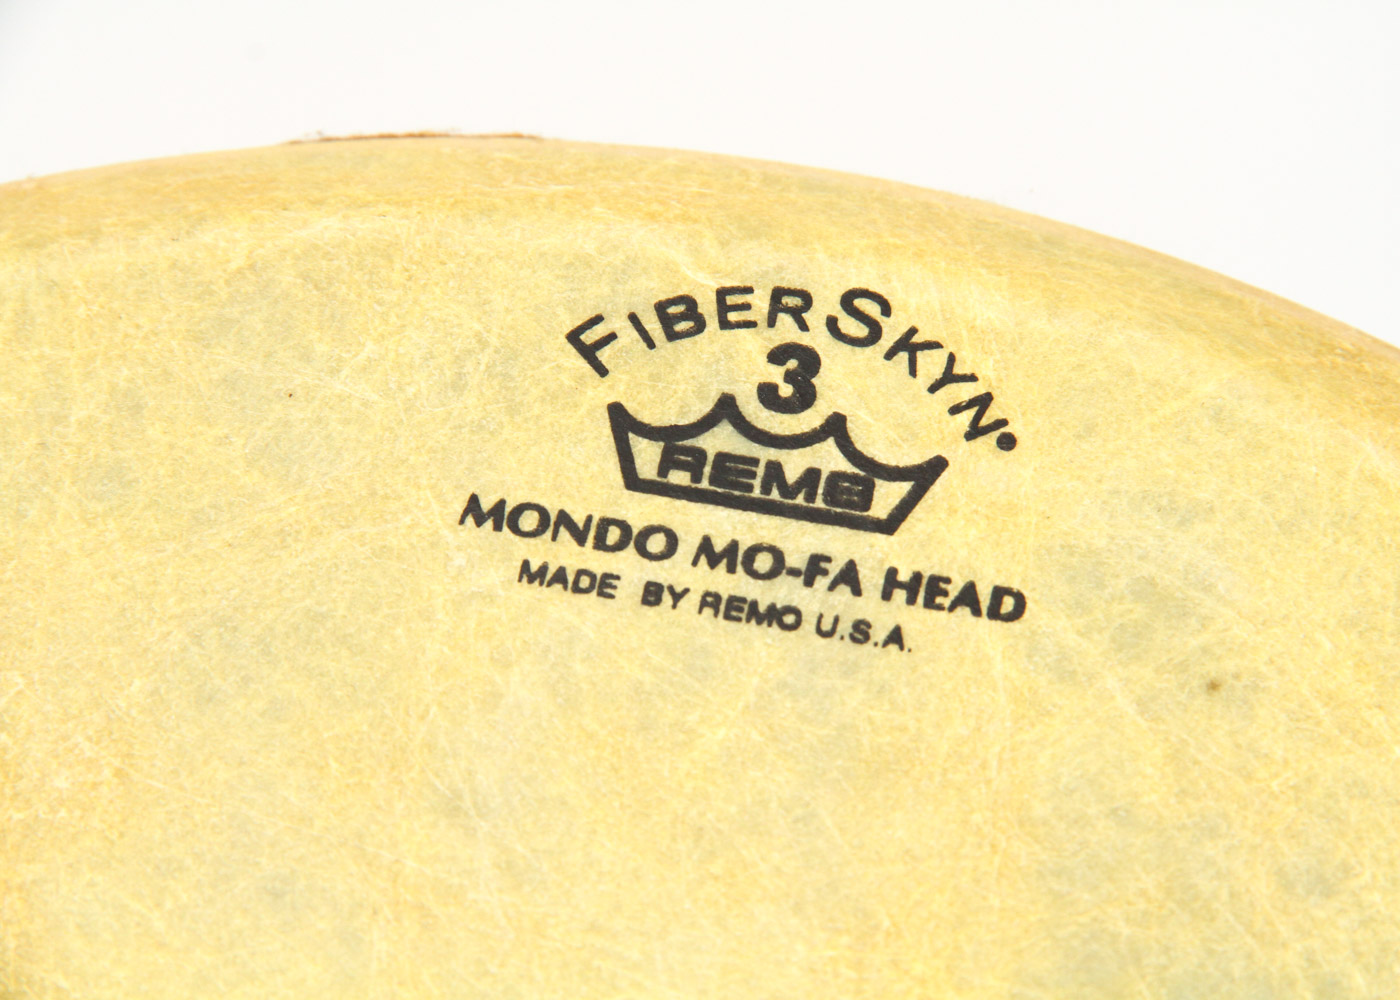 FIBERSKYN®
3
REMO
MONDO MO-FA HEAD
MADE BY REMO U.S.A.